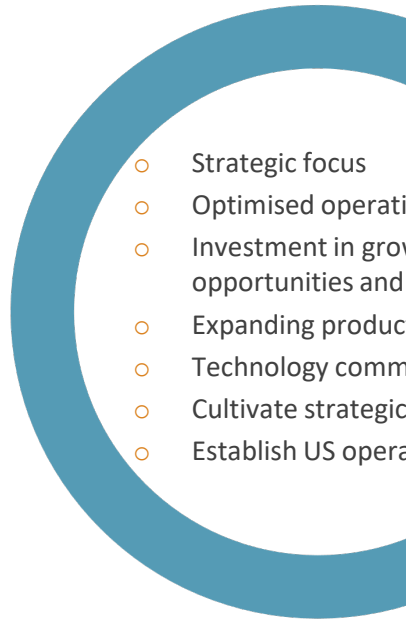 Strategic focus
Optimised operati
Investment in grow
opportunities and
Expanding produc
Technology comm
Cultivate strategic
Establish US opera